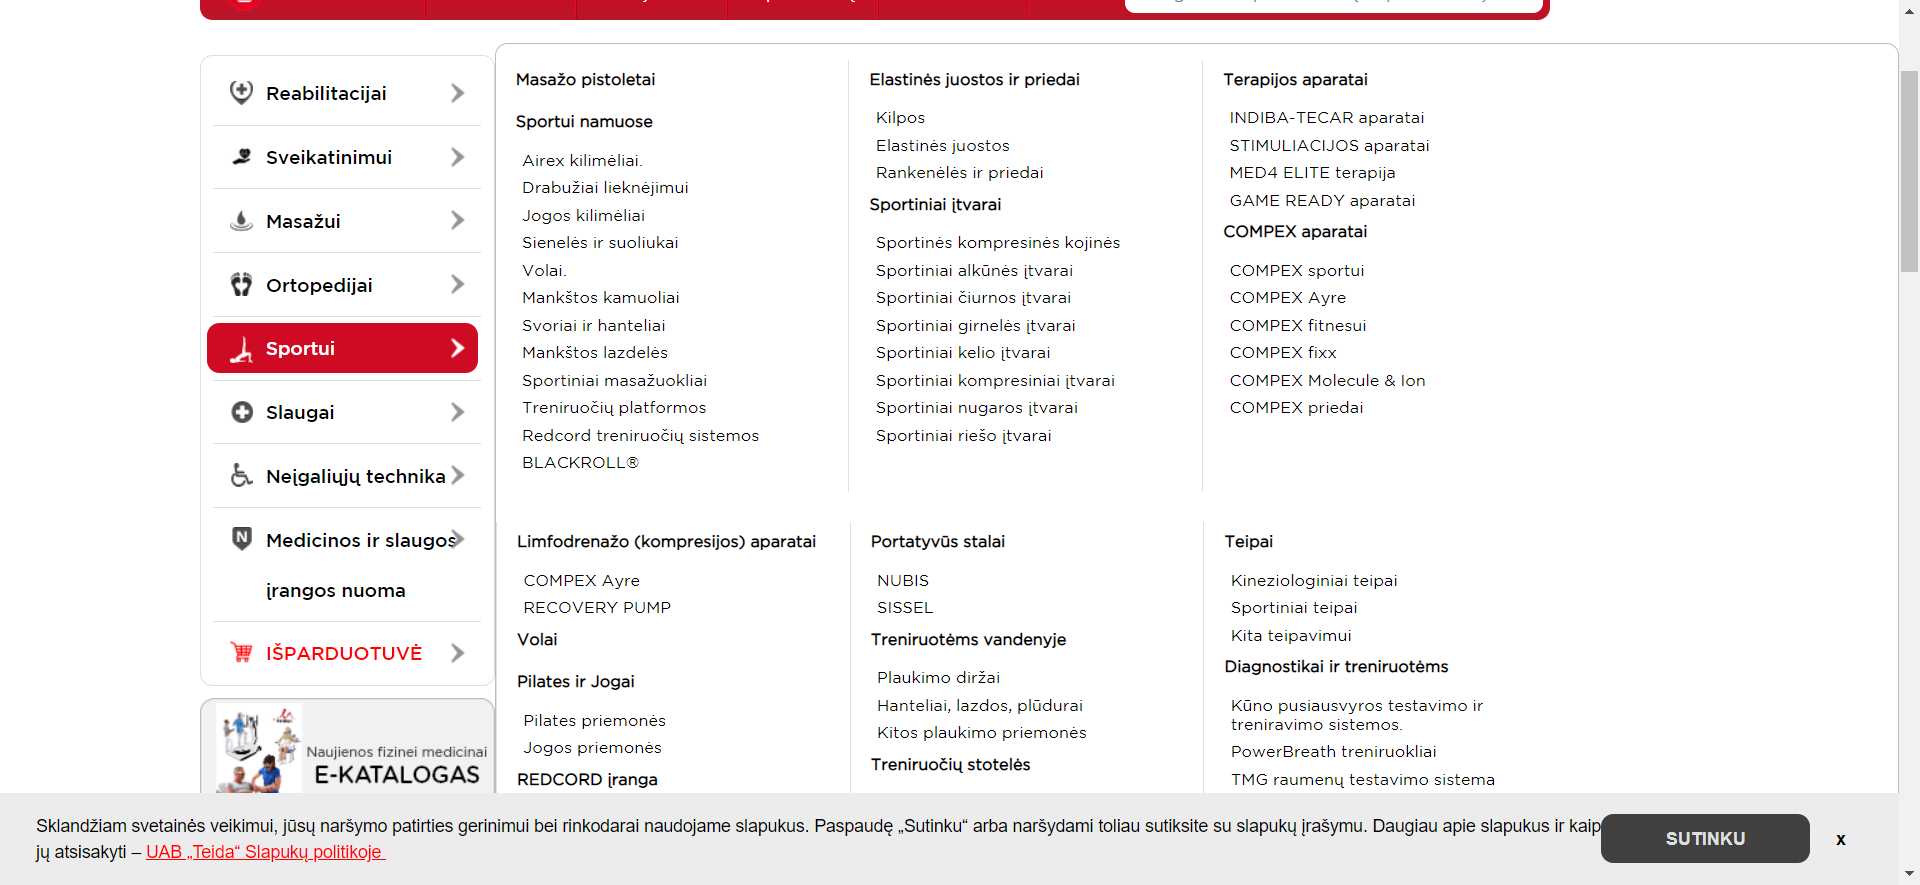 Reabilitacijai
Sveikatinimui
Masažui
Ortopedijai
Sportui
Slaugai
Neįgaliųjų technika
Medicinos ir slaugos
įrangos nuoma
IŠPARDUOTUVĖ
Naujienos fizinei medicinai
E-KATALOGAS
Masažo pistoletai
Sportui namuose
Airex kilimėliai.
Drabužiai lieknėjimui
Jogos kilimėliai
Sienelės ir suoliukai
Volai.
Mankštos kamuoliai
Svoriai ir hanteliai
Mankštos lazdelės
Sportiniai masažuokliai
Treniruočių platformos
Redcord treniruočių sistemos
BLACKROLL®
Elastinės juostos ir priedai
Kilpos
Elastinės juostos
Rankenėlės ir priedai
Sportiniai įtvarai
Sportinės kompresinės kojinės
Sportiniai alkūnės įtvarai
Sportiniai čiurnos įtvarai
Sportiniai girnelės įtvarai
Sportiniai kelio įtvarai
Sportiniai kompresiniai įtvarai
Sportiniai nugaros įtvarai
Sportiniai riešo įtvarai
Terapijos aparatai
INDIBA-TECAR aparatai
STIMULIACIJOS aparatai
MED4 ELITE terapija
GAME READY aparatai
COMPEX aparatai
COMPEX sportui
COMPEX Ayre
COMPEX fitnesui
COMPEX fixx
COMPEX Molecule & Ion
COMPEX priedai
Limfodrenažo (kompresijos) aparatai
COMPEX Ayre
RECOVERY PUMP
Volai
Pilates ir Jogai
Pilates priemonės
Jogos priemonės
REDCORD įranga
Portatyvūs stalai
NUBIS
SISSEL
Treniruotėms vandenyje
Plaukimo diržai
Hanteliai, lazdos, plūdurai
Kitos plaukimo priemonės
Treniruočių stotelės
Teipai
Kineziologiniai teipai
Sportiniai teipai
Kita teipavimui
Diagnostikai ir treniruotėms
Kūno pusiausvyros testavimo ir
treniravimo sistemos.
PowerBreath treniruokliai
TMG raumenų testavimo sistema
Sklandžiam svetainės veikimui, jūsų naršymo patirties gerinimui bei rinkodarai naudojame slapukus. Paspaudę „Sutinku“ arba naršydami toliau sutiksite su slapukų įrašymu. Daugiau apie slapukus ir kaip
jų atsisakyti – UAB „Teida“ Slapukų politikoje
SUTINKU
x